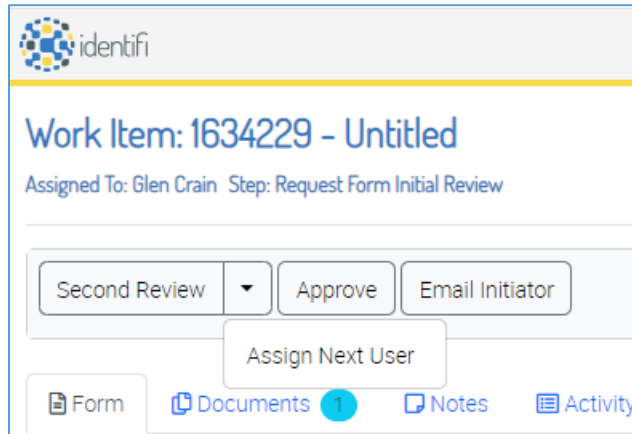 identifi
Work Item: 1634229 - Untitled
Assigned To: Glen Crain Step: Request Form Initial Review
Second Review Approve Email Initiator
Assign Next User
Form Documents 1 Notes Activity